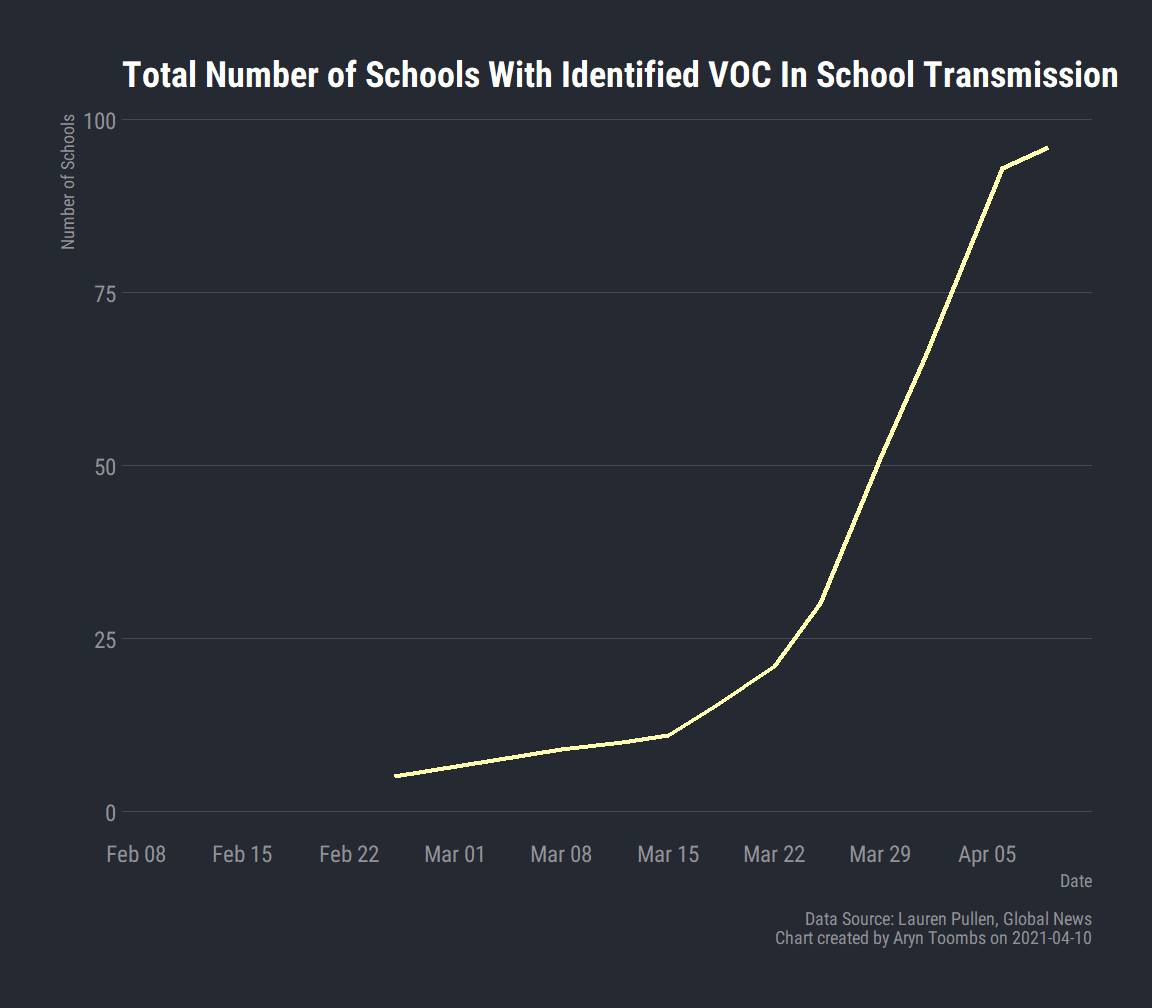 Total Number of Schools With Identified VOC In School Transmission
Number of Schools
100
75
50
25
0
Feb 08 Feb 15 Feb 22 Mar 01 Mar 08 Mar 15 Mar 22 Mar 29 Apr 05
Date
Data Source: Lauren Pullen, Global News
Chart created by Aryn Toombs on 2021-04-10